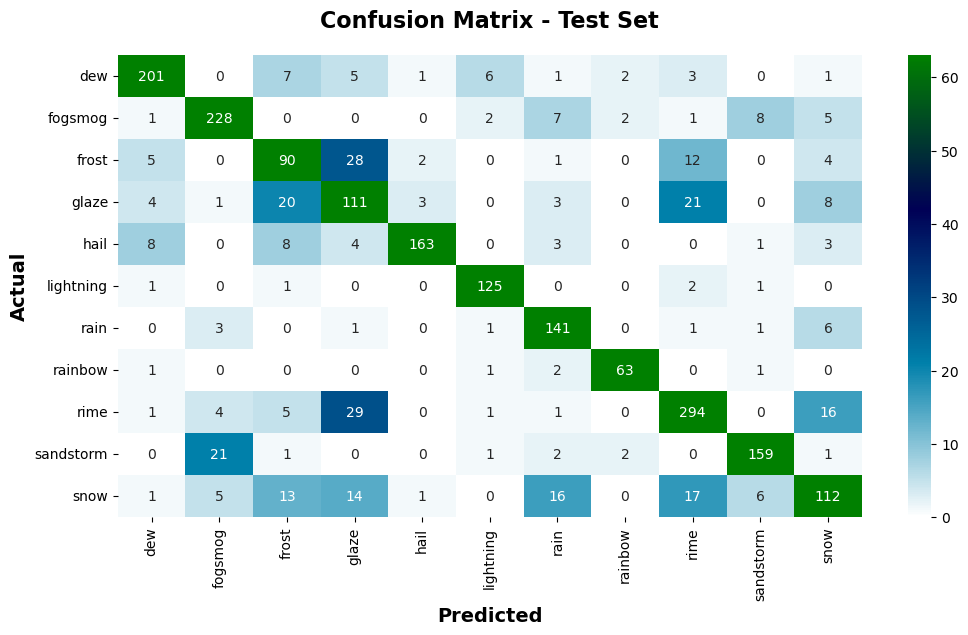 Confusion Matrix - Test Set
Actual
dew 201 0 7 5 1 6 1 2 3 0 1
fogsmog 1 228 0 0 0 2 7 2 1 8 5
frost 5 0 90 28 2 0 1 0 12 0 4
glaze 4 1 20 111 3 0 3 0 21 0 8
hail 8 0 8 4 163 0 3 0 0 1 3
lightning 1 0 1 0 0 125 0 0 2 1 0
rain 0 3 0 1 0 1 141 0 1 1 6
rainbow 1 0 0 0 0 1 2 63 0 1 0
rime 1 4 5 29 0 1 1 0 294 0 16
sandstorm 0 21 1 0 0 1 2 2 0 159 1
snow 1 5 13 14 1 0 16 0 17 6 112
dew fogsmog frost glaze hail lightning rain rainbow rime sandstorm snow
Predicted
60
50
40
30
20
10
0